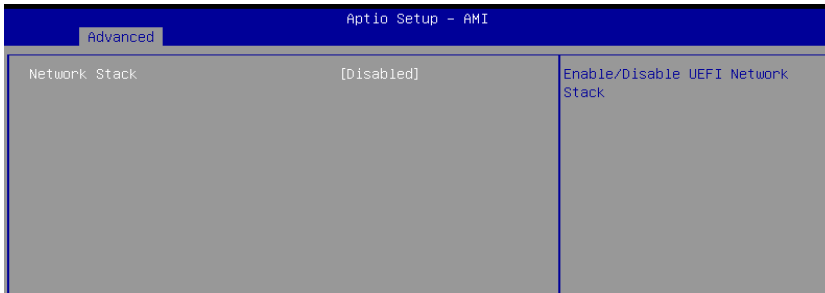 Aptio Setup – AMI
Advanced
Network Stack [Disabled]
Enable/Disable UEFI Network
Stack